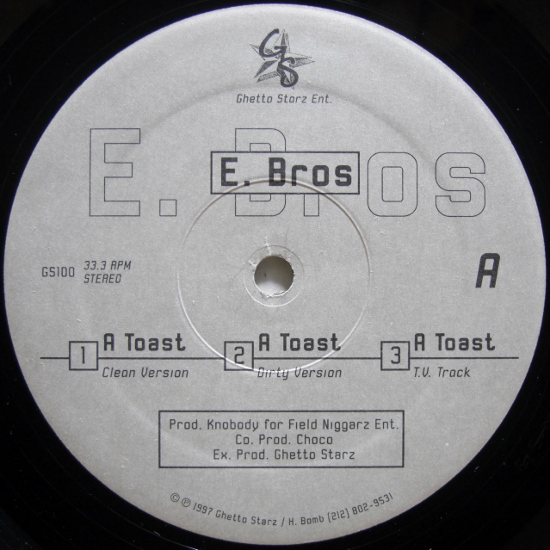 GS
Ghetto Starz Ent.
E. Bros
E. Bros
GS100
33.3 RPM
STEREO
A
1 A Toast
Clean Version
2 A Toast
Dirty Version
3 A Toast
T.V. Track
Prod. Knobody for Field Niggarz Ent.
Co. Prod. Choco
Ex. Prod. Ghetto Starz
© ℗ 1997 Ghetto Starz / H. Bomb (212) 802-9531